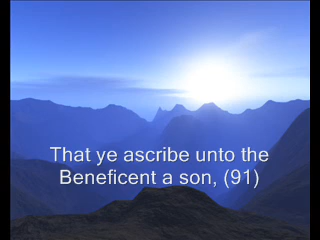 That ye ascribe unto the
Beneficent a son, (91)